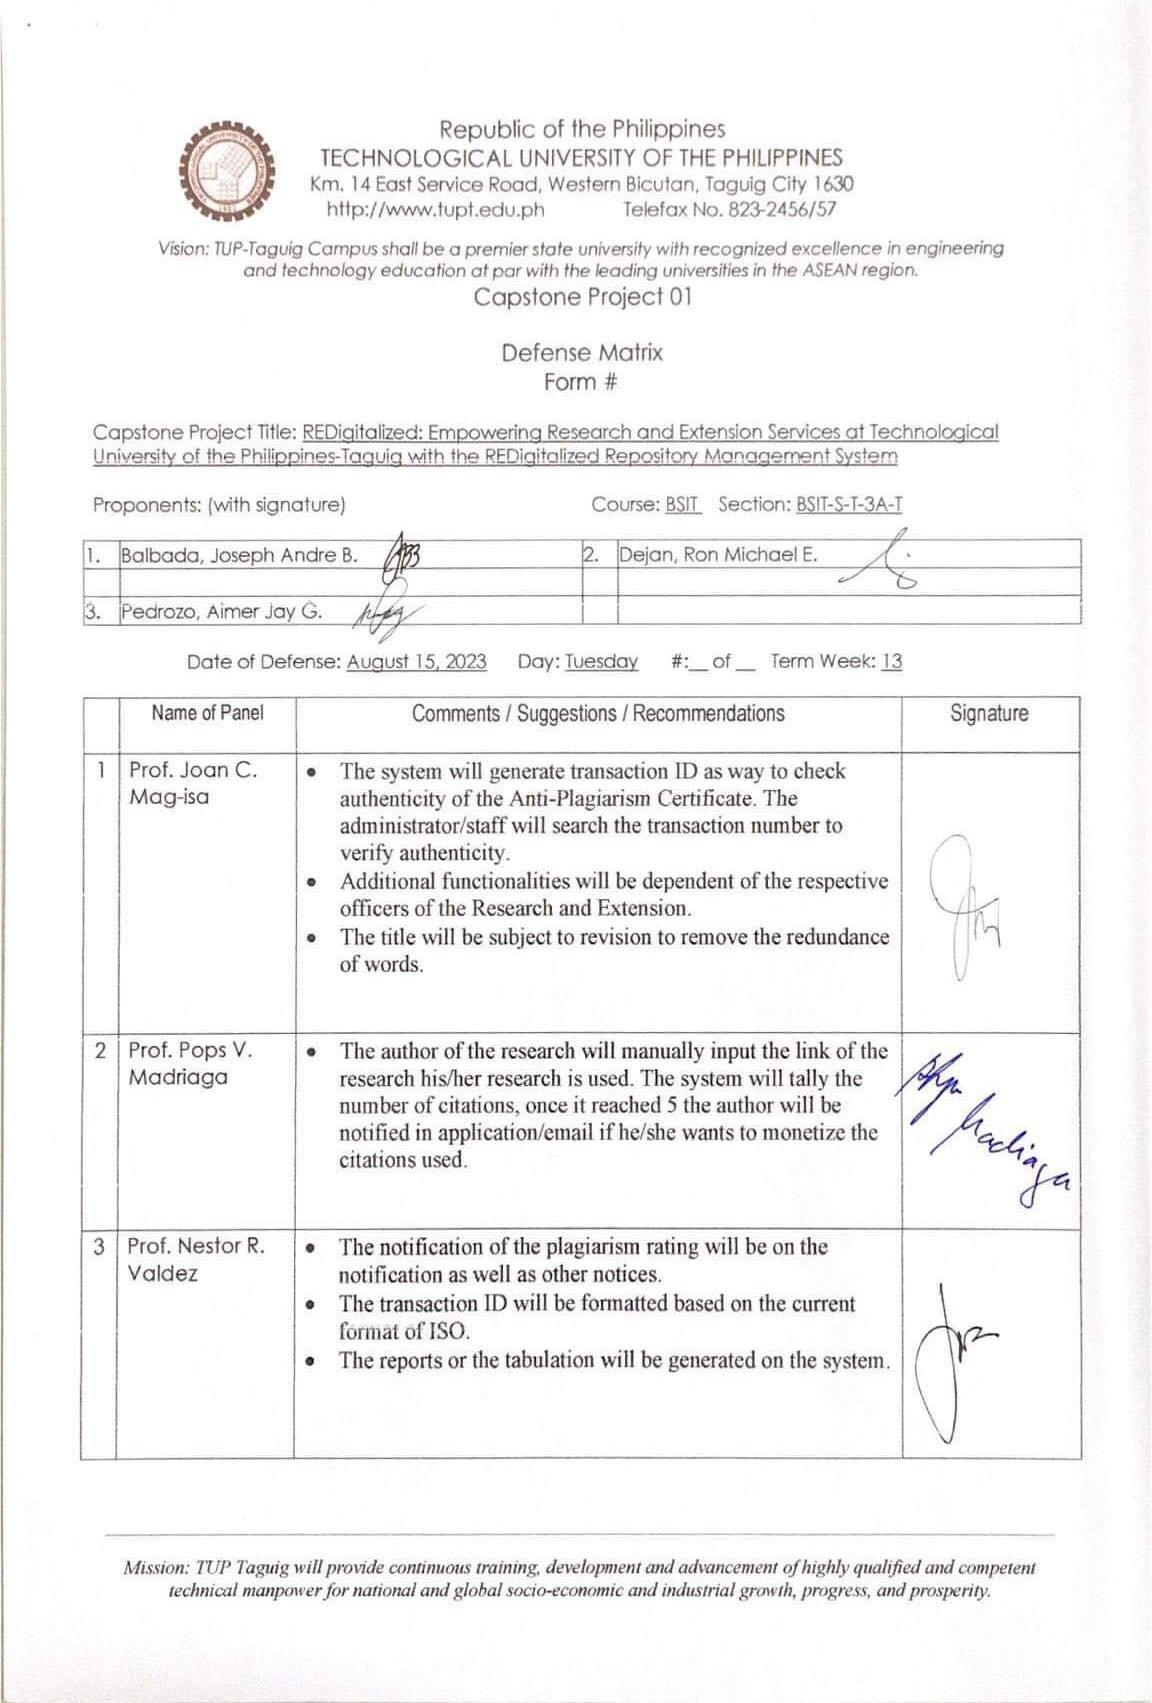 Republic of the Philippines
TECHNOLOGICAL UNIVERSITY OF THE PHILIPPINES
Km. 14 East Service Road, Western Bicutan, Taguig City 1630
http://www.tupt.edu.ph Telefax No. 823-2456/57
Vision: TUP-Taguig Campus shall be a premier state university with recognized excellence in engineering
and technology education at par with the leading universities in the ASEAN region.
Capstone Project 01
Defense Matrix
Form #
Capstone Project Title: REDigitalized: Empowering Research and Extension Services at Technological
University of the Philippines-Taguig with the REDigitalized Repository Management System
Proponents: (with signature) Course: BSIT Section: BSIT-S-T-3A-T
1. Balbada, Joseph Andre B. 2. Dejan, Ron Michael E.
3. Pedrozo, Aimer Jay G.
Date of Defense: August 15, 2023 Day: Tuesday #:__ of __ Term Week: 13
Name of Panel Comments / Suggestions / Recommendations Signature
1 Prof. Joan C.
Mag-isa
• The system will generate transaction ID as way to check
authenticity of the Anti-Plagiarism Certificate. The
administrator/staff will search the transaction number to
verify authenticity.
• Additional functionalities will be dependent of the respective
officers of the Research and Extension.
• The title will be subject to revision to remove the redundance
of words.
2 Prof. Pops V.
Madriaga
• The author of the research will manually input the link of the
research his/her research is used. The system will tally the
number of citations, once it reached 5 the author will be
notified in application/email if he/she wants to monetize the
citations used.
Madriaga
3 Prof. Nestor R.
Valdez
• The notification of the plagiarism rating will be on the
notification as well as other notices.
• The transaction ID will be formatted based on the current
format of ISO.
• The reports or the tabulation will be generated on the system.
Mission: TUP Taguig will provide continuous training, development and advancement of highly qualified and competent
technical manpower for national and global socio-economic and industrial growth, progress, and prosperity.